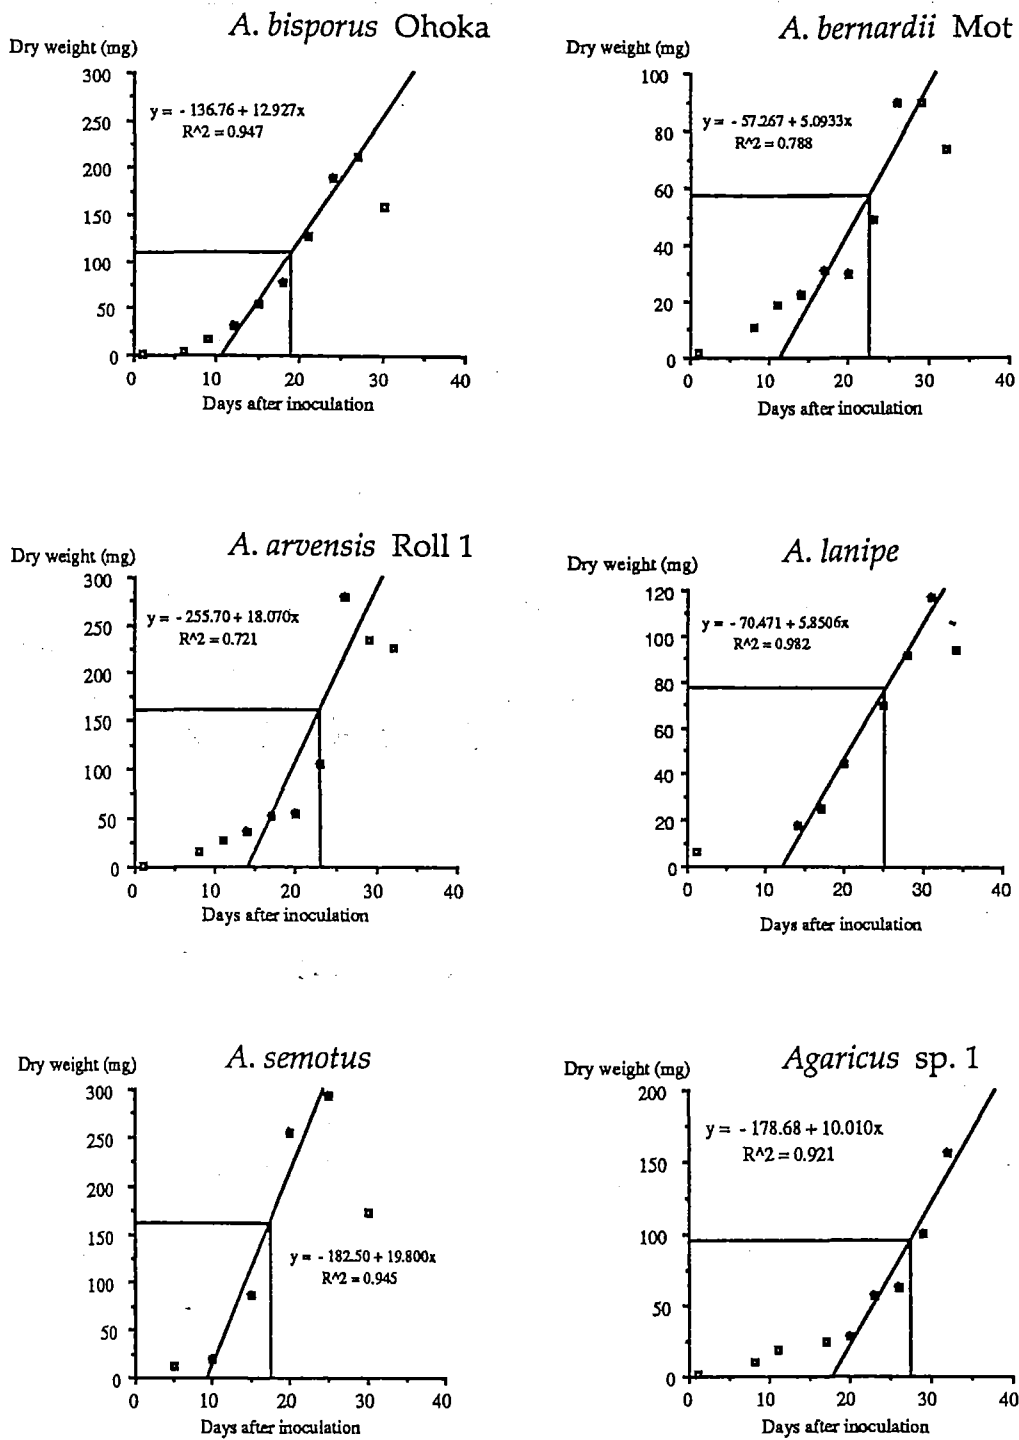 A. bisporus Ohoka
Dry weight (mg)
300
250
200
150
100
50
0
y = - 136.76 + 12.927x
R^2 = 0.947
0 10 20 30 40
Days after inoculation
A. bernardii Mot
Dry weight (mg)
100
80
60
40
20
0
y = - 57.267 + 5.0933x
R^2 = 0.788
0 10 20 30 40
Days after inoculation
A. arvensis Roll 1
Dry weight (mg)
300
250
200
150
100
50
0
y = - 255.70 + 18.070x
R^2 = 0.721
0 10 20 30 40
Days after inoculation
A. lanipe
Dry weight (mg)
120
100
80
60
40
20
0
y = - 70.471 + 5.8506x
R^2 = 0.982
0 10 20 30 40
Days after inoculation
A. semotus
Dry weight (mg)
300
250
200
150
100
50
0
y = - 182.50 + 19.800x
R^2 = 0.945
0 10 20 30 40
Days after inoculation
Agaricus sp. 1
Dry weight (mg)
200
150
100
50
0
y = - 178.68 + 10.010x
R^2 = 0.921
0 10 20 30 40
Days after inoculation